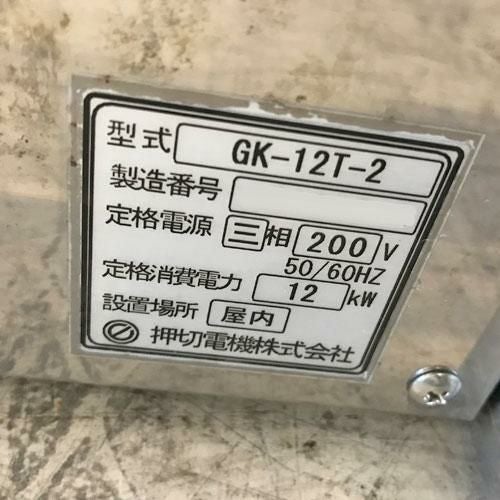 型式 GK-12T-2
製造番号
定格電源 三相 200 V
50/60HZ
定格消費電力 12 kW
設置場所 屋内
押切電機株式会社